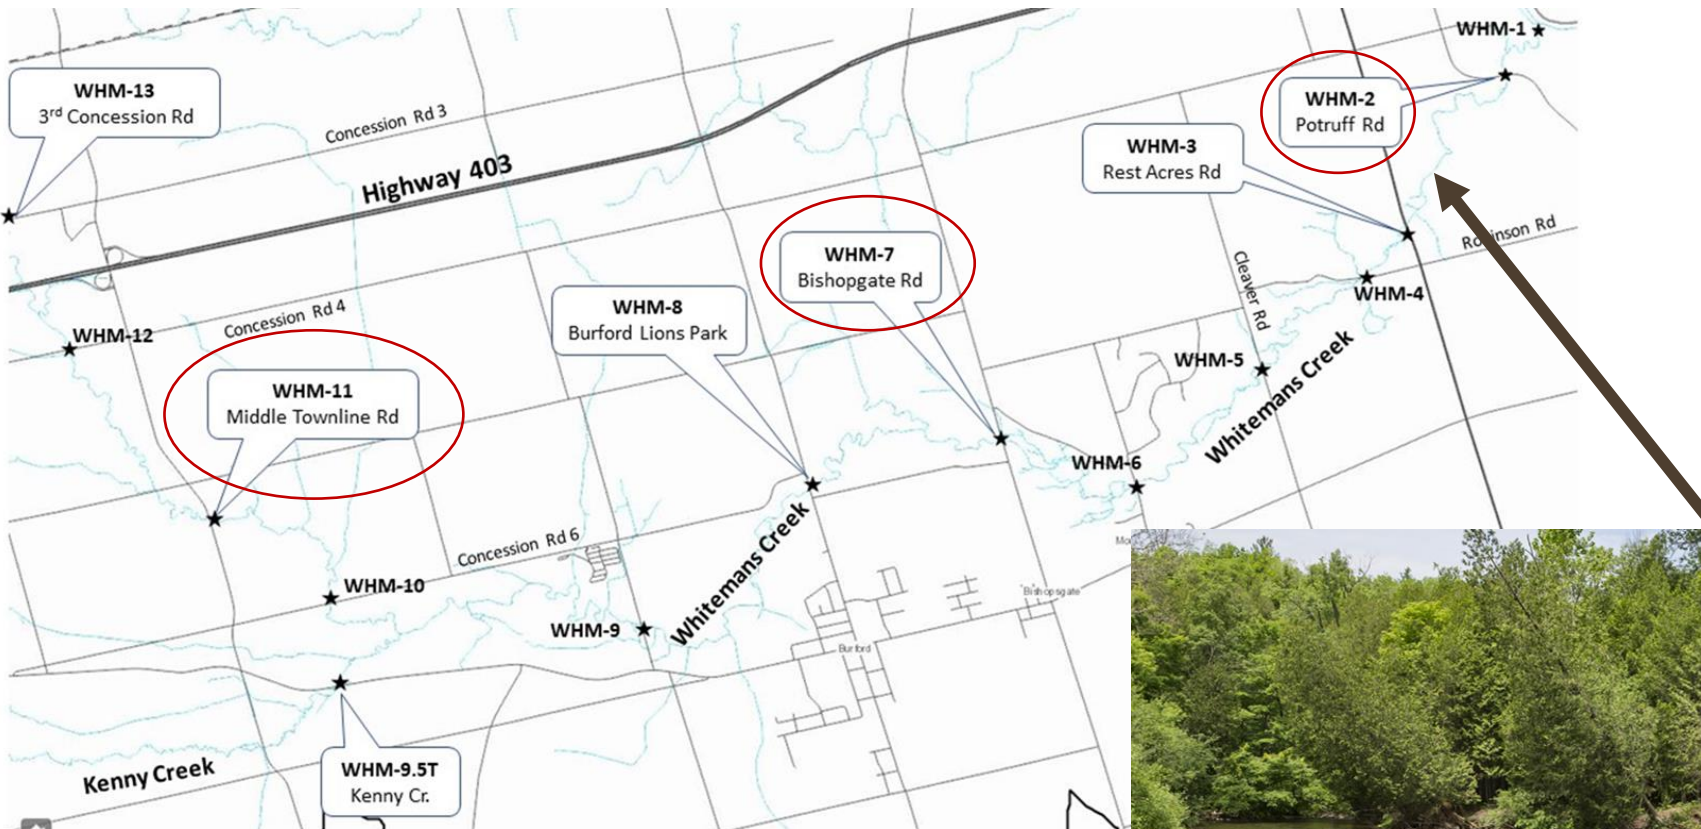 WHM-1
WHM-13
3rd Concession Rd
Concession Rd 3
WHM-2
Potruff Rd
WHM-3
Rest Acres Rd
Highway 403
Robinson Rd
WHM-7
Bishopgate Rd
Cleaver Rd
WHM-4
WHM-8
Burford Lions Park
Concession Rd 4
WHM-12
WHM-5
WHM-11
Middle Townline Rd
Whitemans Creek
WHM-6
Concession Rd 6
Whitemans Creek
WHM-10
Bishopsgate
WHM-9
Burford
Kenny Creek
WHM-9.5T
Kenny Cr.